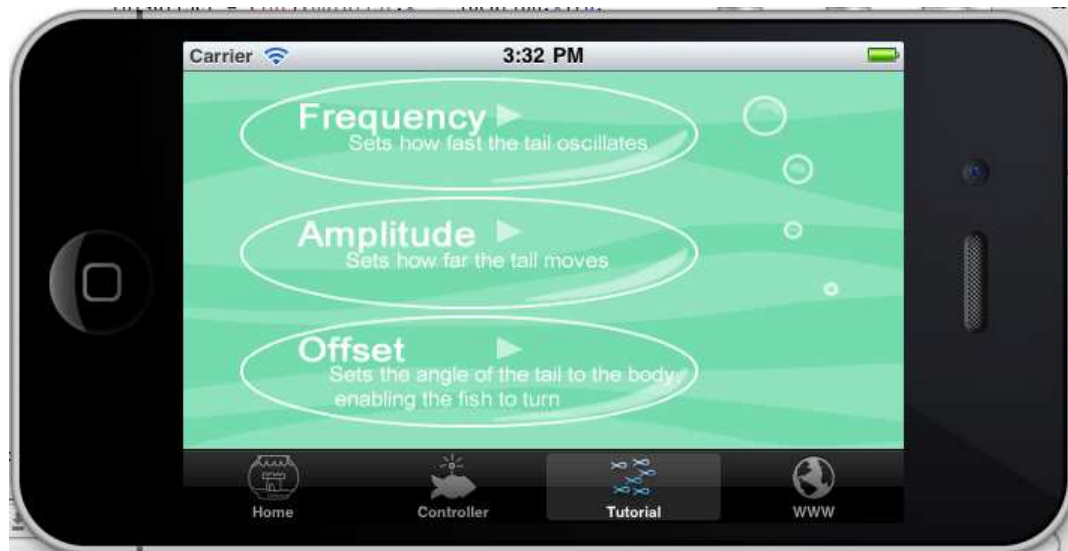 Carrier
3:32 PM
Frequency
Sets how fast the tail oscillates
Amplitude
Sets how far the tail moves
Offset
Sets the angle of the tail to the body,
enabling the fish to turn
Home
Controller
Tutorial
WWW